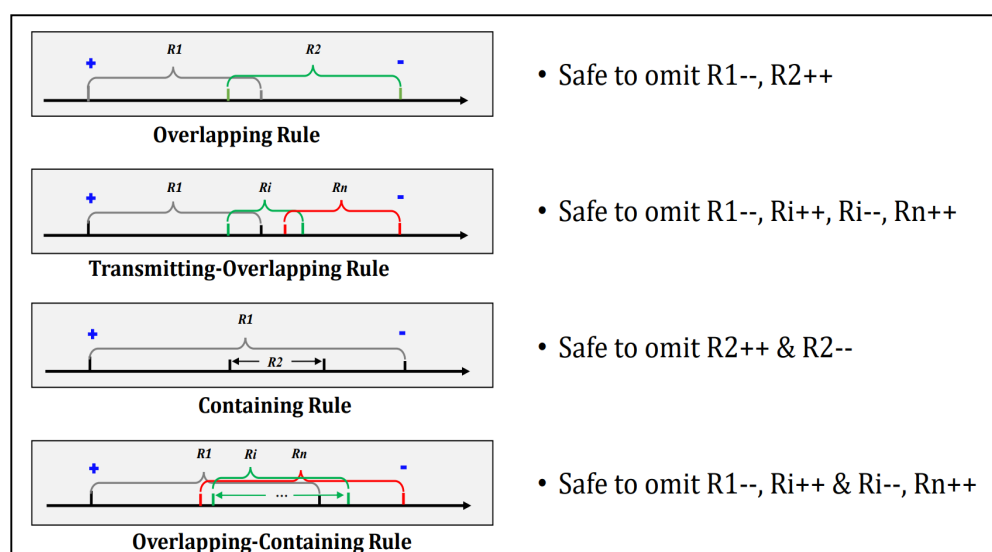 + R1 R2 -
Overlapping Rule
• Safe to omit R1--, R2++
+ R1 Ri Rn -
Transmitting-Overlapping Rule
• Safe to omit R1--, Ri++, Ri--, Rn++
+ R1 -
R2
Containing Rule
• Safe to omit R2++ & R2--
+ R1 Ri Rn -
...
Overlapping-Containing Rule
• Safe to omit R1--, Ri++ & Ri--, Rn++